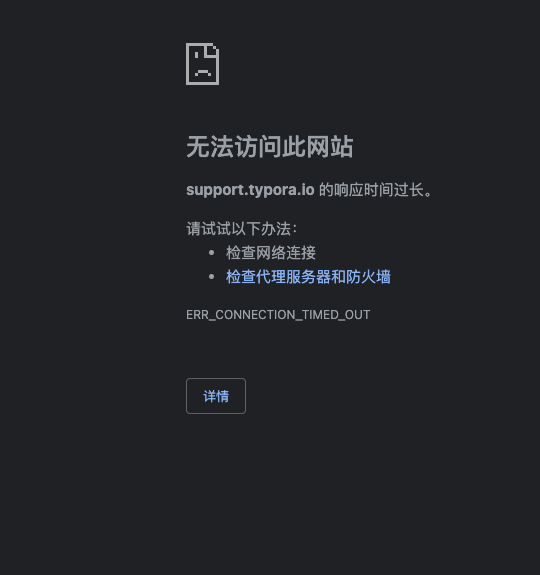 无法访问此网站
support.typora.io 的响应时间过长。
请试试以下办法：
• 检查网络连接
• 检查代理服务器和防火墙
ERR_CONNECTION_TIMED_OUT
详情